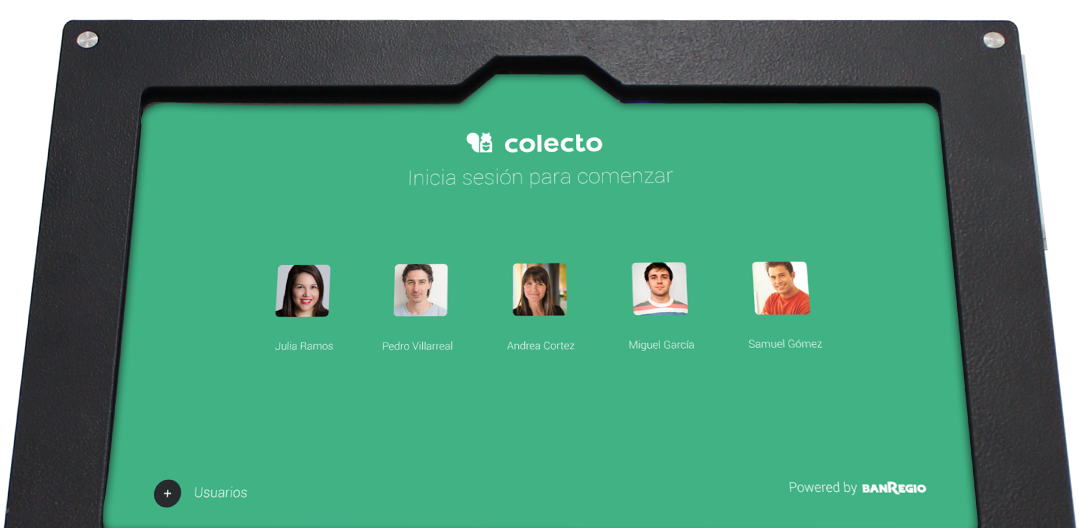 colecto
Inicia sesión para comenzar
Julia Ramos
Pedro Villarreal
Andrea Cortez
Miguel García
Samuel Gómez
+ Usuarios
Powered by BANREGIO